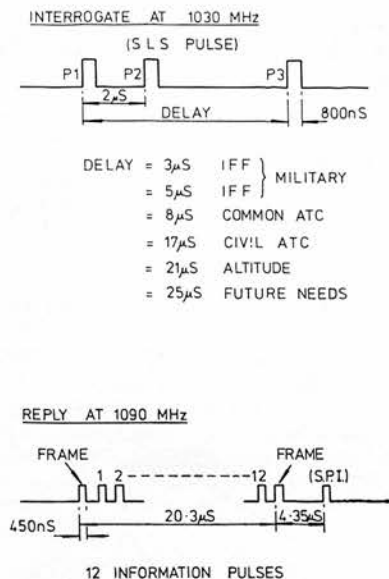 INTERROGATE AT 1030 MHz
(SLS PULSE)
P1 P2 P3
2µS
DELAY 800nS
DELAY = 3µS IFF } MILITARY
= 5µS IFF
= 8µS COMMON ATC
= 17µS CIVIL ATC
= 21µS ALTITUDE
= 25µS FUTURE NEEDS
REPLY AT 1090 MHz
FRAME FRAME
1 2 12 (S.P.I.)
20·3µS 4·35µS
450nS
12 INFORMATION PULSES